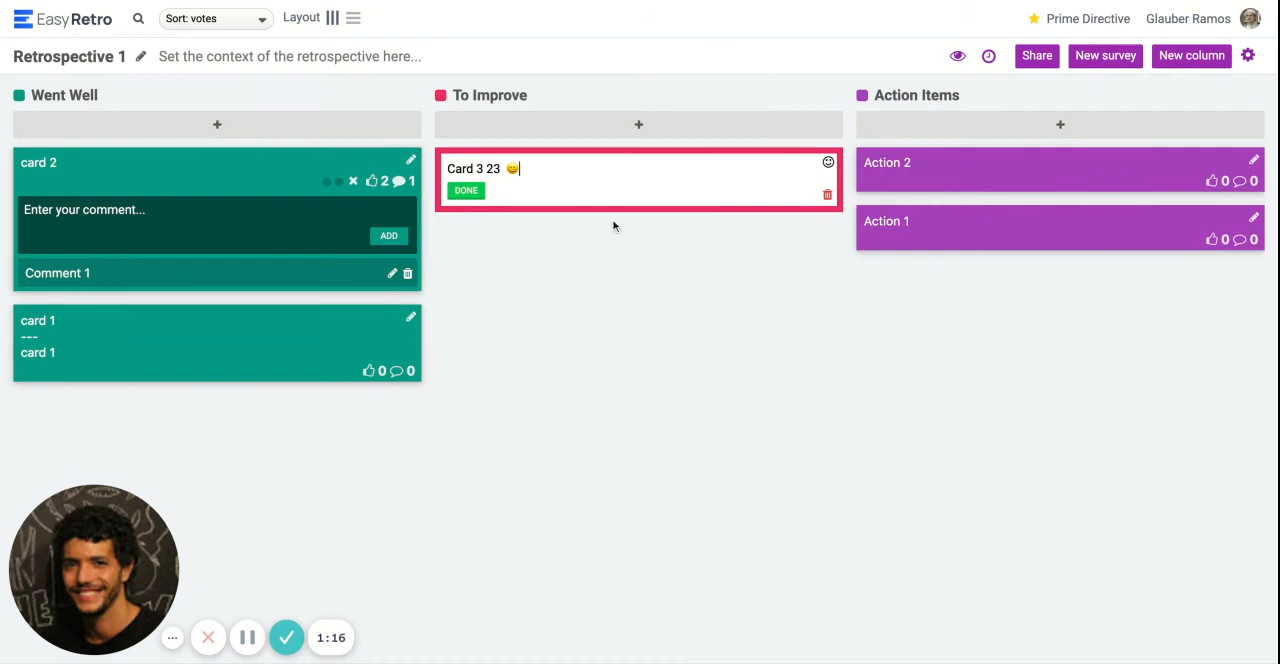 EasyRetro
Sort: votes
Layout
Prime Directive
Glauber Ramos
Retrospective 1
Set the context of the retrospective here...
Share
New survey
New column
Went Well
+
card 2
2 1
Enter your comment...
ADD
Comment 1
card 1
---
card 1
0 0
To Improve
+
Card 3 23 😀
DONE
Action Items
+
Action 2
0 0
Action 1
0 0
1:16